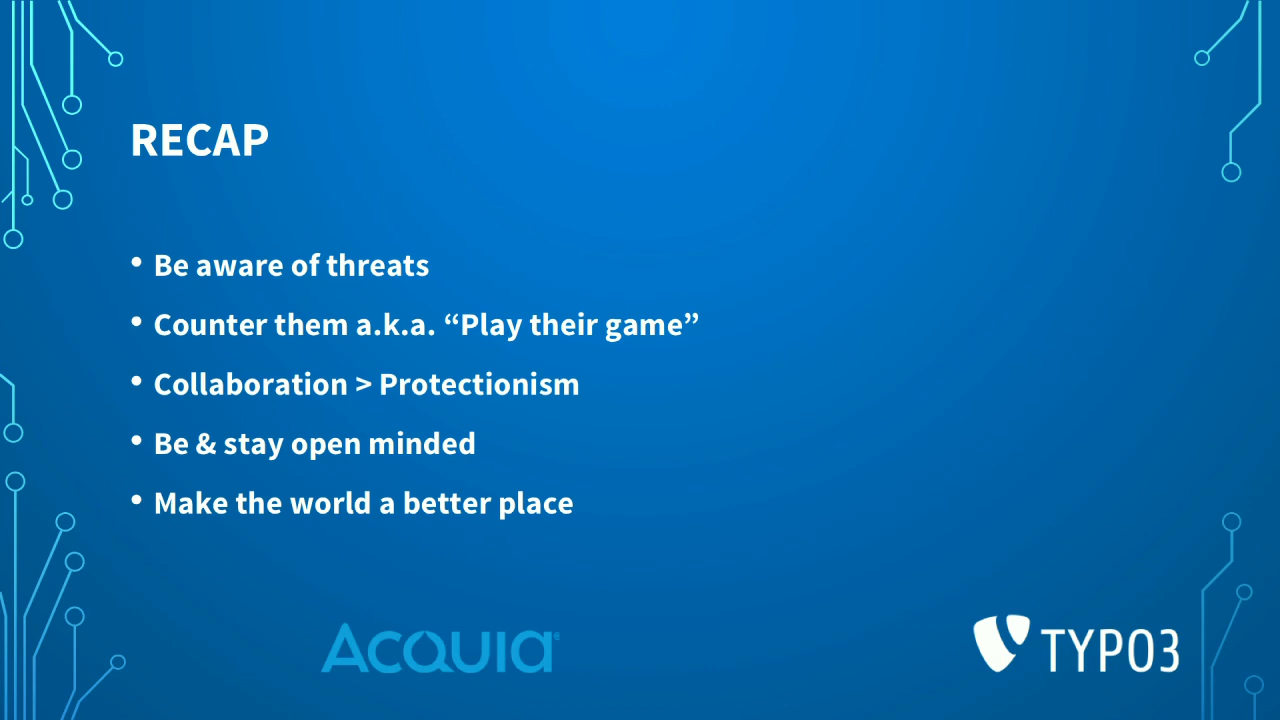 RECAP
• Be aware of threats
• Counter them a.k.a. “Play their game”
• Collaboration > Protectionism
• Be & stay open minded
• Make the world a better place
ACQUIA®
TYPO3